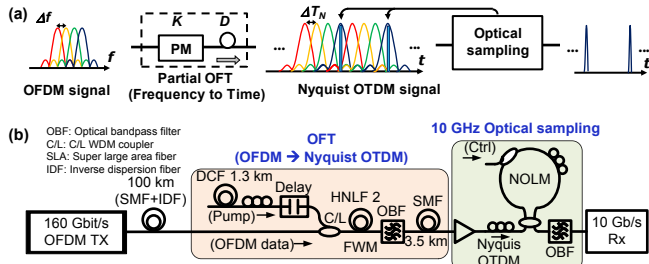 (a)
Δf
f
OFDM signal
K
D
PM
Partial OFT
(Frequency to Time)
ΔT_N
...
...
t
Nyquist OTDM signal
Optical
sampling
...
...
t
(b)
OBF: Optical bandpass filter
C/L: C/L WDM coupler
SLA: Super large area fiber
IDF: Inverse dispersion fiber
OFT
(OFDM → Nyquist OTDM)
10 GHz Optical sampling
100 km
(SMF+IDF)
160 Gbit/s
OFDM TX
DCF 1.3 km
Delay
(Pump)
C/L
HNLF 2
OBF
SMF
(OFDM data)
FWM
3.5 km
(Ctrl)
NOLM
Nyquis
OTDM
OBF
10 Gb/s
Rx